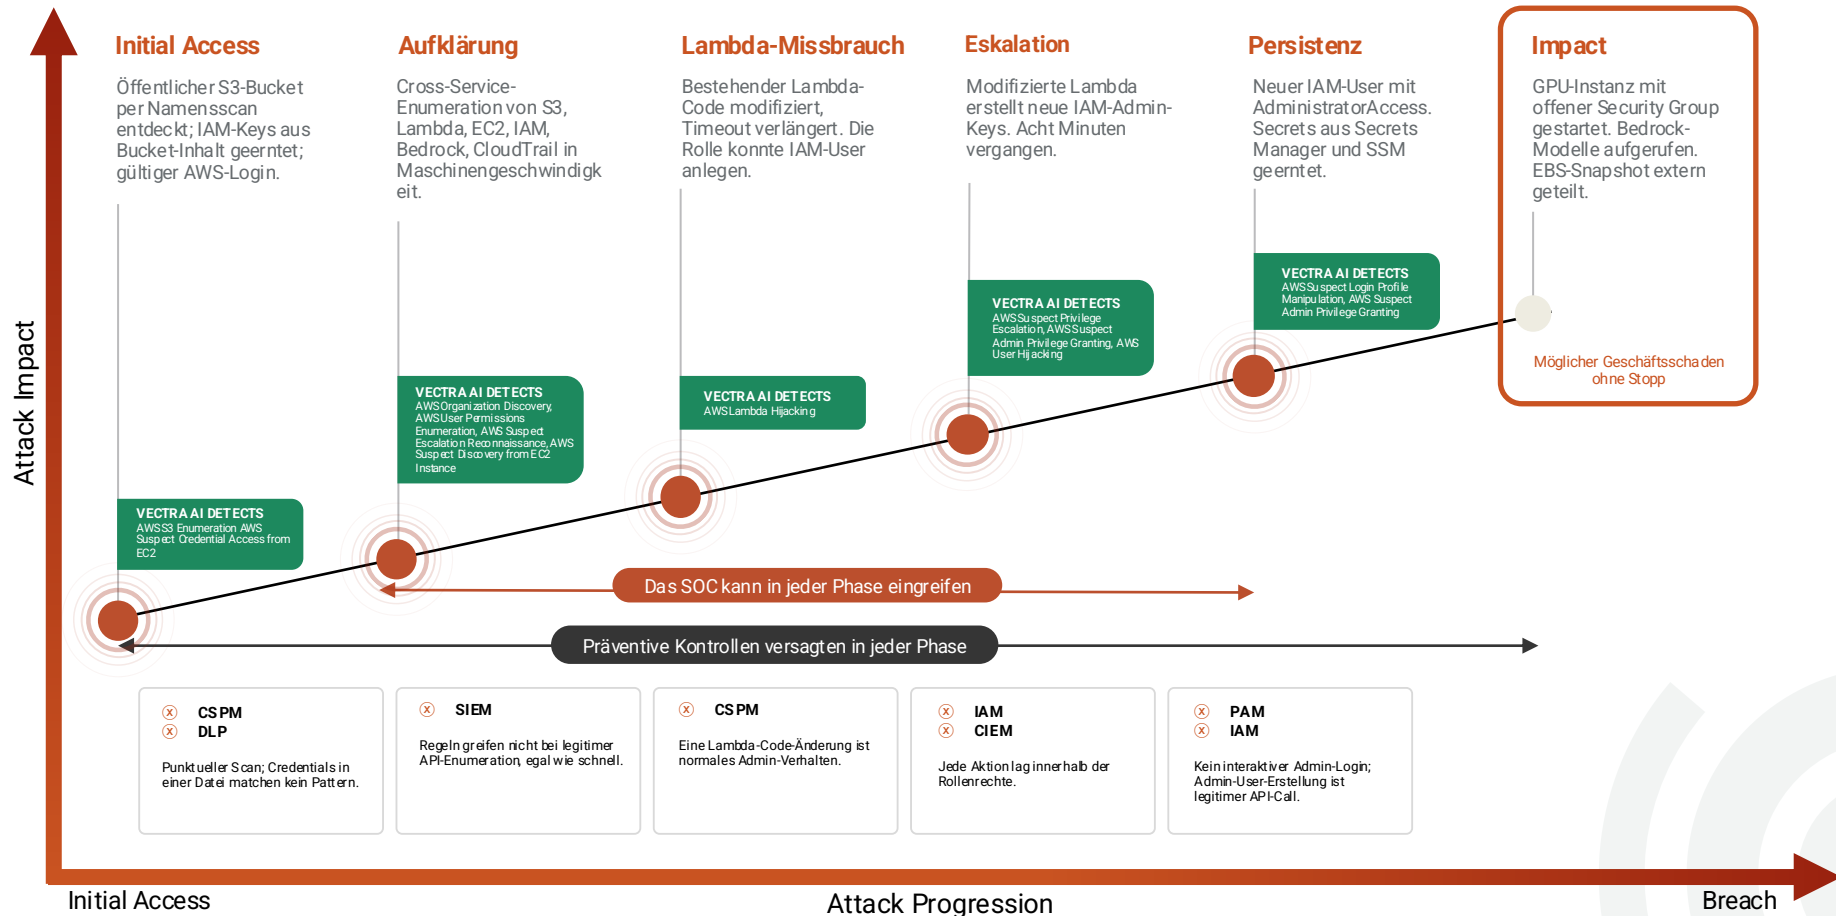 Initial Access
Öffentlicher S3-Bucket
per Namensscan
entdeckt; IAM-Keys aus
Bucket-Inhalt geerntet;
gültiger AWS-Login.
Aufklärung
Cross-Service-
Enumeration von S3,
Lambda, EC2, IAM,
Bedrock, CloudTrail in
Maschinengeschwindigk
eit.
Lambda-Missbrauch
Bestehender Lambda-
Code modifiziert,
Timeout verlängert. Die
Rolle konnte IAM-User
anlegen.
Eskalation
Modifizierte Lambda
erstellt neue IAM-Admin-
Keys. Acht Minuten
vergangen.
Persistenz
Neuer IAM-User mit
AdministratorAccess.
Secrets aus Secrets
Manager und SSM
geerntet.
Impact
GPU-Instanz mit
offener Security Group
gestartet. Bedrock-
Modelle aufgerufen.
EBS-Snapshot extern
geteilt.
VECTRA AI DETECTS
AWS S3 Enumeration AWS
Suspect Credential Access from
EC2
VECTRA AI DETECTS
AWS Organization Discovery,
AWS User Permissions
Enumeration, AWS Suspect
Escalation Reconnaissance, AWS
Suspect Discovery from EC2
Instance
VECTRA AI DETECTS
AWS Lambda Hijacking
VECTRA AI DETECTS
AWS Suspect Privilege
Escalation, AWS Suspect
Admin Privilege Granting, AWS
User Hijacking
VECTRA AI DETECTS
AWS Suspect Login Profile
Manipulation, AWS Suspect
Admin Privilege Granting
Möglicher Geschäftsschaden
ohne Stopp
Attack Impact
Das SOC kann in jeder Phase eingreifen
Präventive Kontrollen versagten in jeder Phase
x CSPM
x DLP
Punktueller Scan; Credentials in
einer Datei matchen kein Pattern.
x SIEM
Regeln greifen nicht bei legitimer
API-Enumeration, egal wie schnell.
x CSPM
Eine Lambda-Code-Änderung ist
normales Admin-Verhalten.
x IAM
x CIEM
Jede Aktion lag innerhalb der
Rollenrechte.
x PAM
x IAM
Kein interaktiver Admin-Login;
Admin-User-Erstellung ist
legitimer API-Call.
Initial Access
Attack Progression
Breach